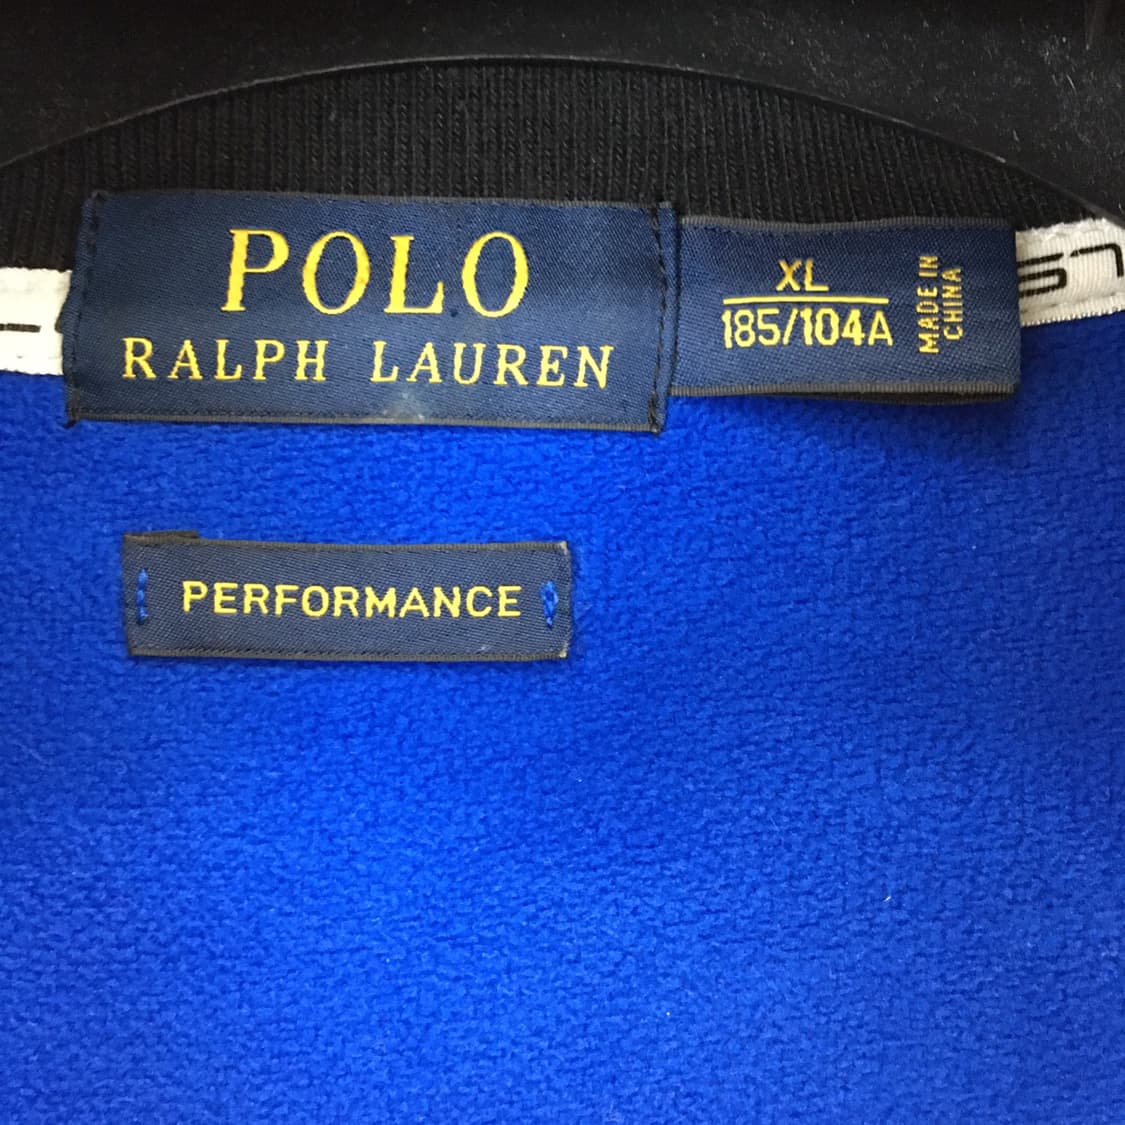 POLO
RALPH LAUREN
XL
185/104A
MADE IN
CHINA
PERFORMANCE